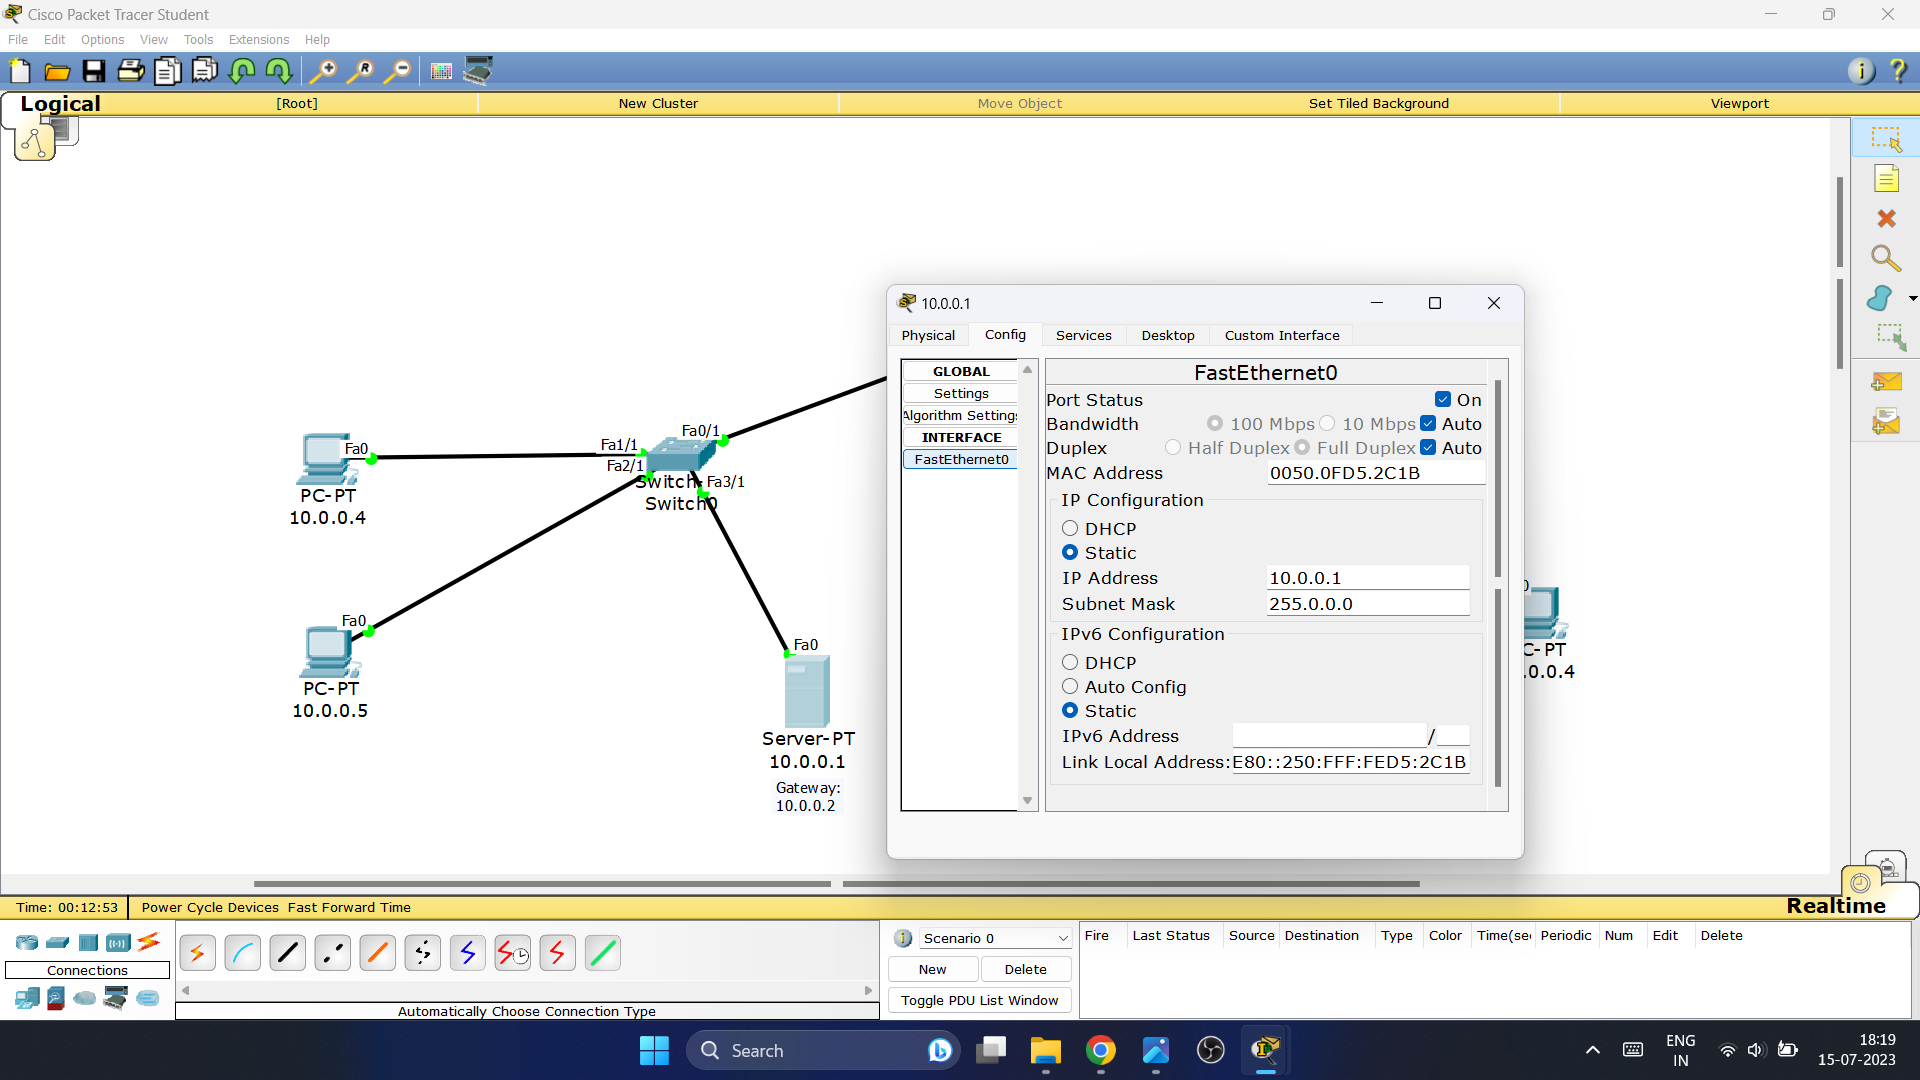 Cisco Packet Tracer Student
File Edit Options View Tools Extensions Help
Logical
[Root]
New Cluster
Move Object
Set Tiled Background
Viewport
Fa0
PC-PT
10.0.0.4
Fa0
PC-PT
10.0.0.5
Fa0/1
Fa1/1
Fa2/1
Fa3/1
Switch-
Switch0
Fa0
Server-PT
10.0.0.1
Gateway:
10.0.0.2
C-PT
.0.0.4
10.0.0.1
Physical
Config
Services
Desktop
Custom Interface
GLOBAL
Settings
Algorithm Settings
INTERFACE
FastEthernet0
FastEthernet0
Port Status On
Bandwidth 100 Mbps 10 Mbps Auto
Duplex Half Duplex Full Duplex Auto
MAC Address 0050.0FD5.2C1B
IP Configuration
DHCP
Static
IP Address 10.0.0.1
Subnet Mask 255.0.0.0
IPv6 Configuration
DHCP
Auto Config
Static
IPv6 Address /
Link Local Address: E80::250:FFF:FED5:2C1B
Time: 00:12:53
Power Cycle Devices Fast Forward Time
Realtime
Connections
Automatically Choose Connection Type
Scenario 0
New
Delete
Toggle PDU List Window
Fire Last Status Source Destination Type Color Time(sec Periodic Num Edit Delete
Search
ENG
IN
18:19
15-07-2023